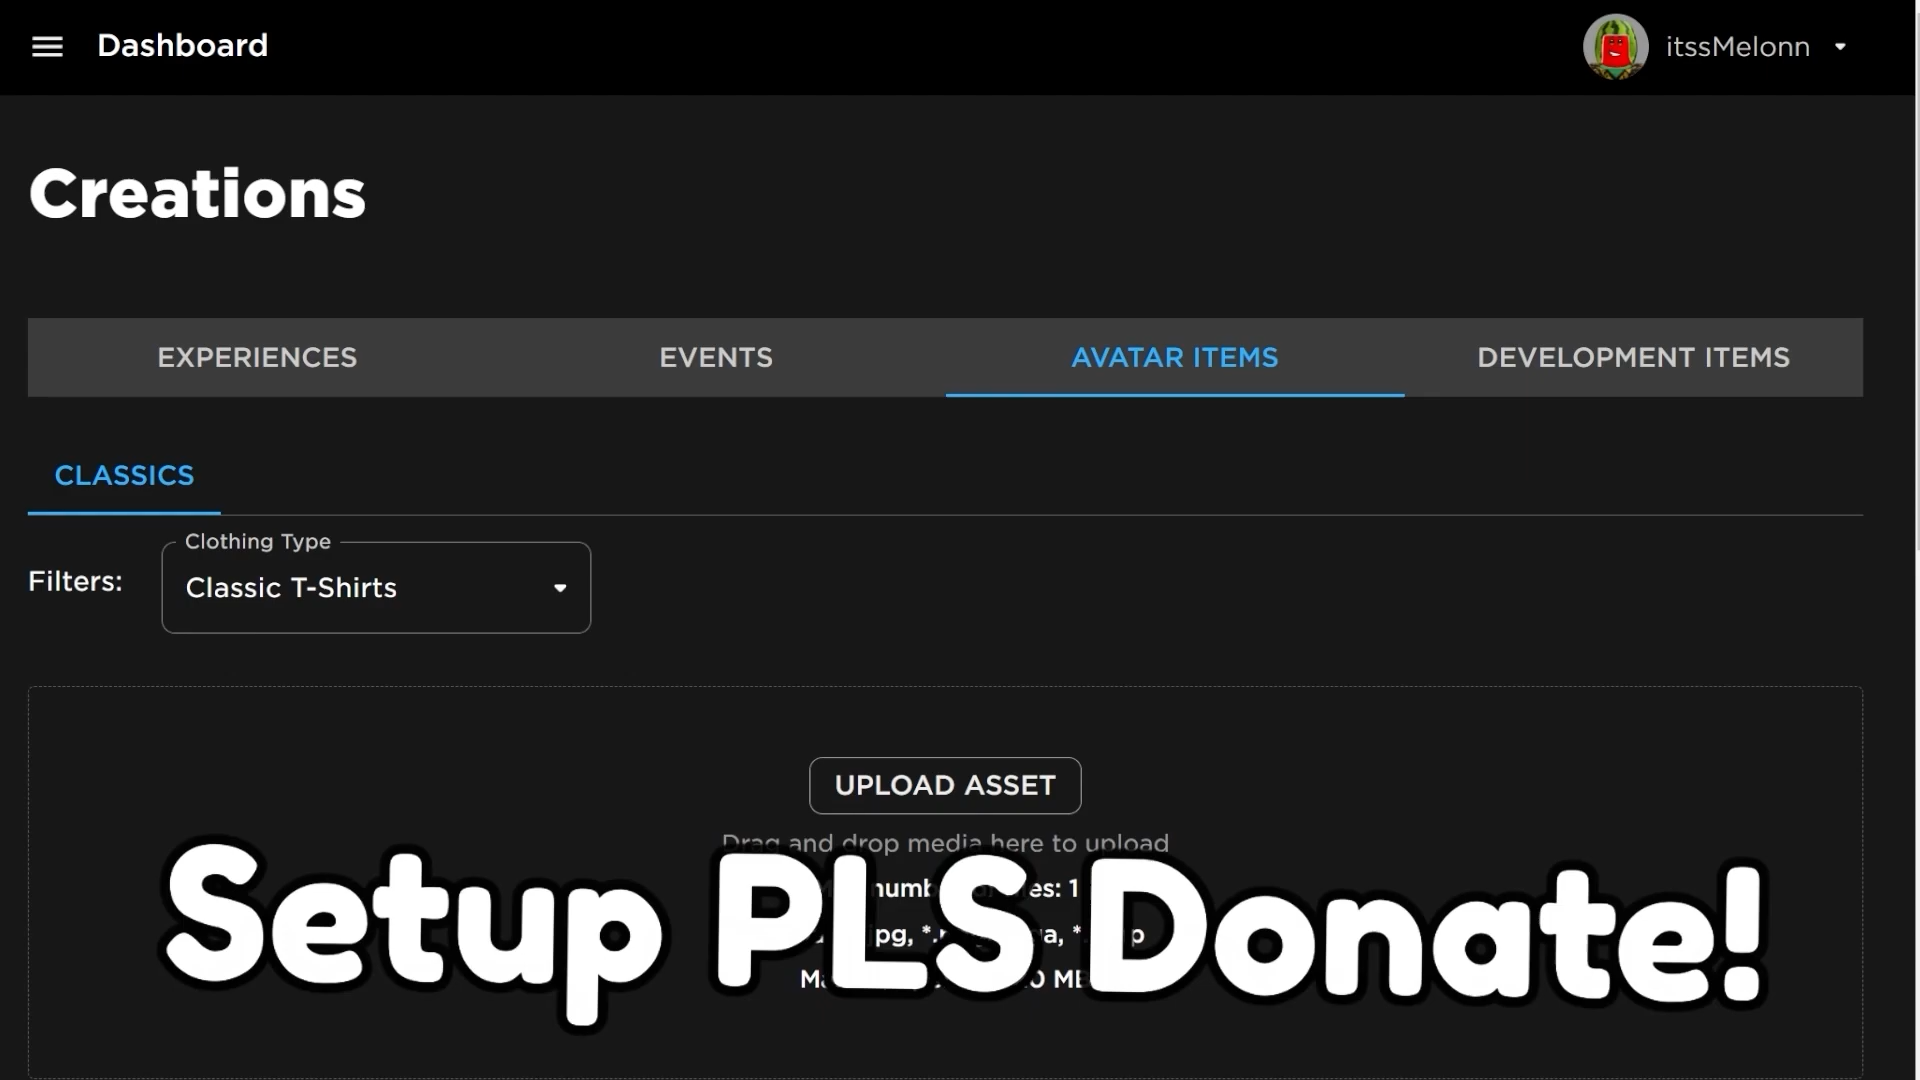 Dashboard
itssMelonn
Creations
EXPERIENCES
EVENTS
AVATAR ITEMS
DEVELOPMENT ITEMS
CLASSICS
Clothing Type
Filters:
Classic T-Shirts
UPLOAD ASSET
Drag and drop media here to upload
1
Setup PLS Donate!